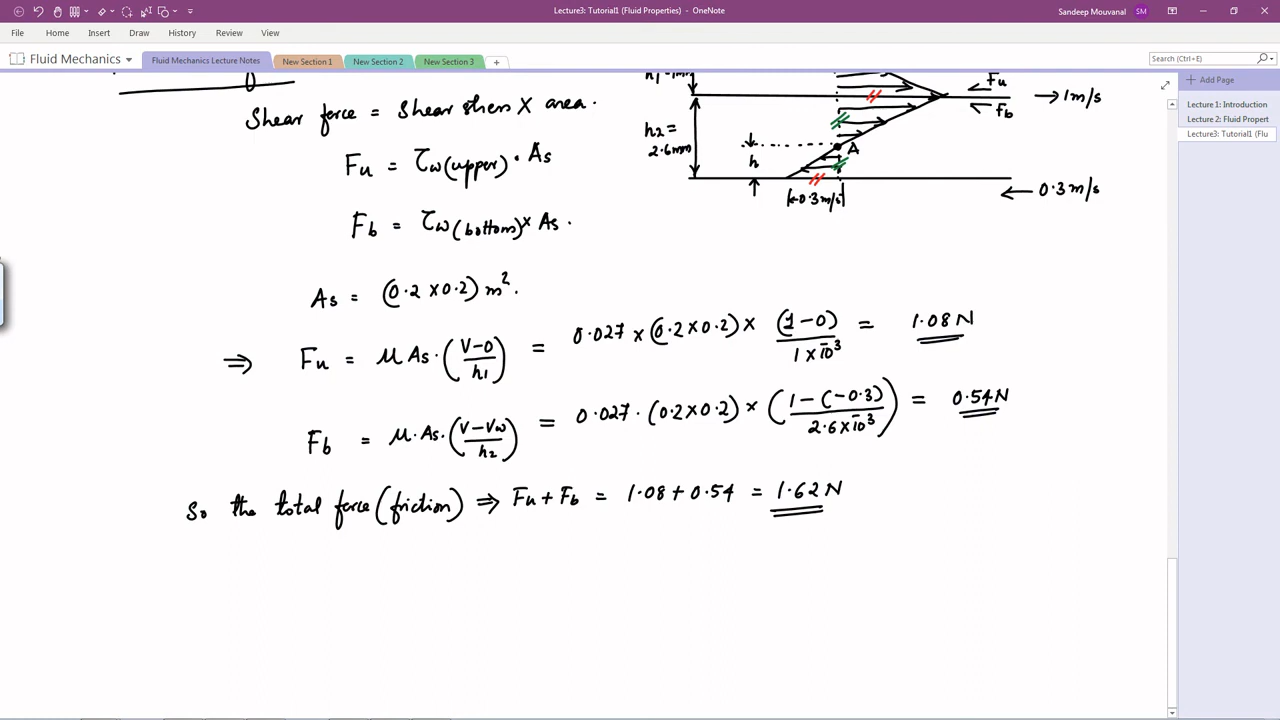 Lecture3: Tutorial1 (Fluid Properties) - OneNote
Sandeep Mouvanal SM
File Home Insert Draw History Review View
Fluid Mechanics
Fluid Mechanics Lecture Notes New Section 1 New Section 2 New Section 3 +
Search (Ctrl+E)
Add Page
Lecture 1: Introduction
Lecture 2: Fluid Propert
Lecture3: Tutorial1 (Flu
Fu
Fb
→ 1m/s
h2 =
2.6mm
h
A
0.3m/s
← 0.3m/s
Shear force = Shear stress X area.
Fu = τw(upper) · As
Fb = τw(bottom) × As.
As = (0.2 × 0.2) m².
⇒ Fu = μ As · (V-0/h1) = 0.027 × (0.2 × 0.2) × (1-0)/1 × 10⁻³ = 1.08 N
Fb = μ · As · (V-Vw/h2) = 0.027 · (0.2 × 0.2) × (1-(-0.3)/2.6 × 10⁻³) = 0.54 N
So the total force (friction) ⇒ Fu + Fb = 1.08 + 0.54 = 1.62 N